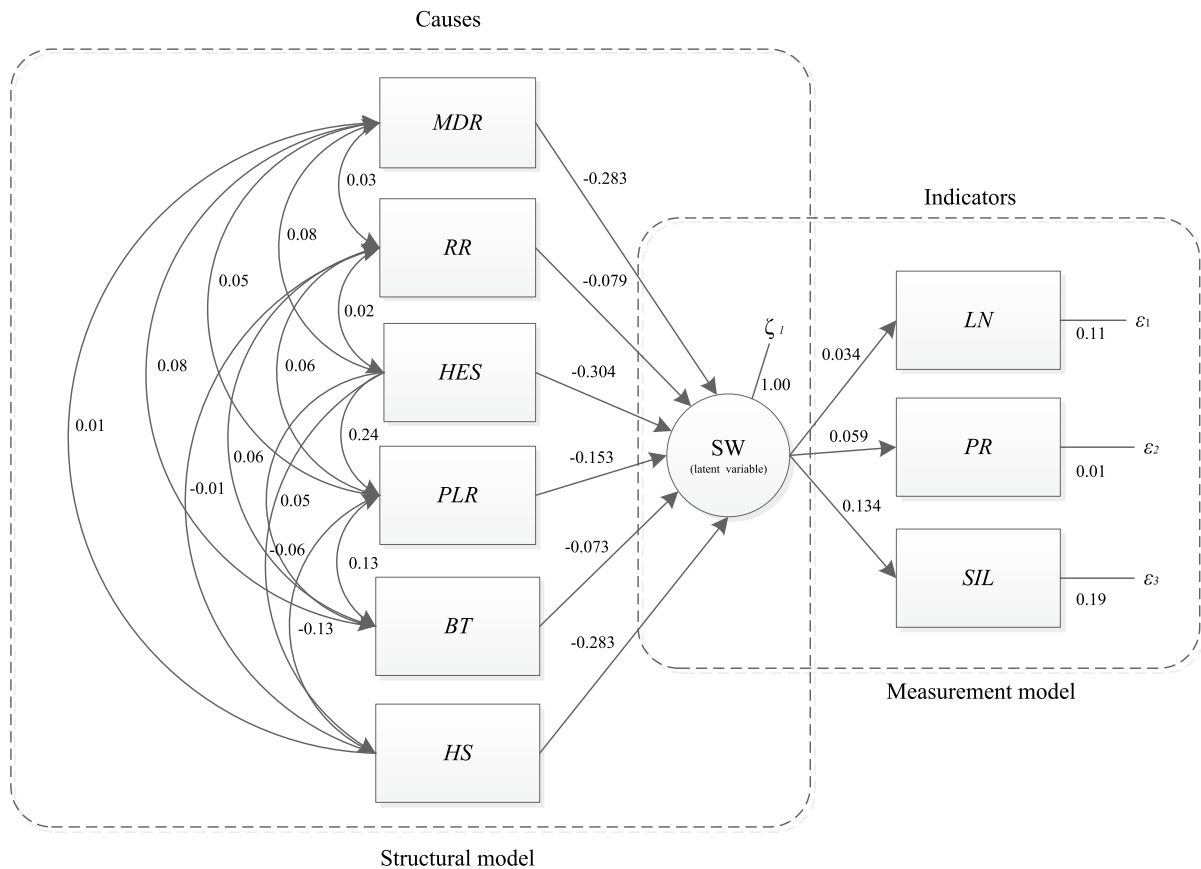 Causes
MDR
-0.283
0.03
Indicators
0.08
RR
-0.079
0.05
LN
0.02
ζ 1
ε1
0.11
0.034
0.08
0.06
HES
-0.304
1.00
0.01
0.24
0.059
PR
ε2
SW
(latent variable)
0.06
-0.153
0.01
-0.01
0.05
PLR
0.134
-0.06
0.13
-0.073
SIL
ε3
0.19
-0.13
BT
-0.283
Measurement model
HS
Structural model